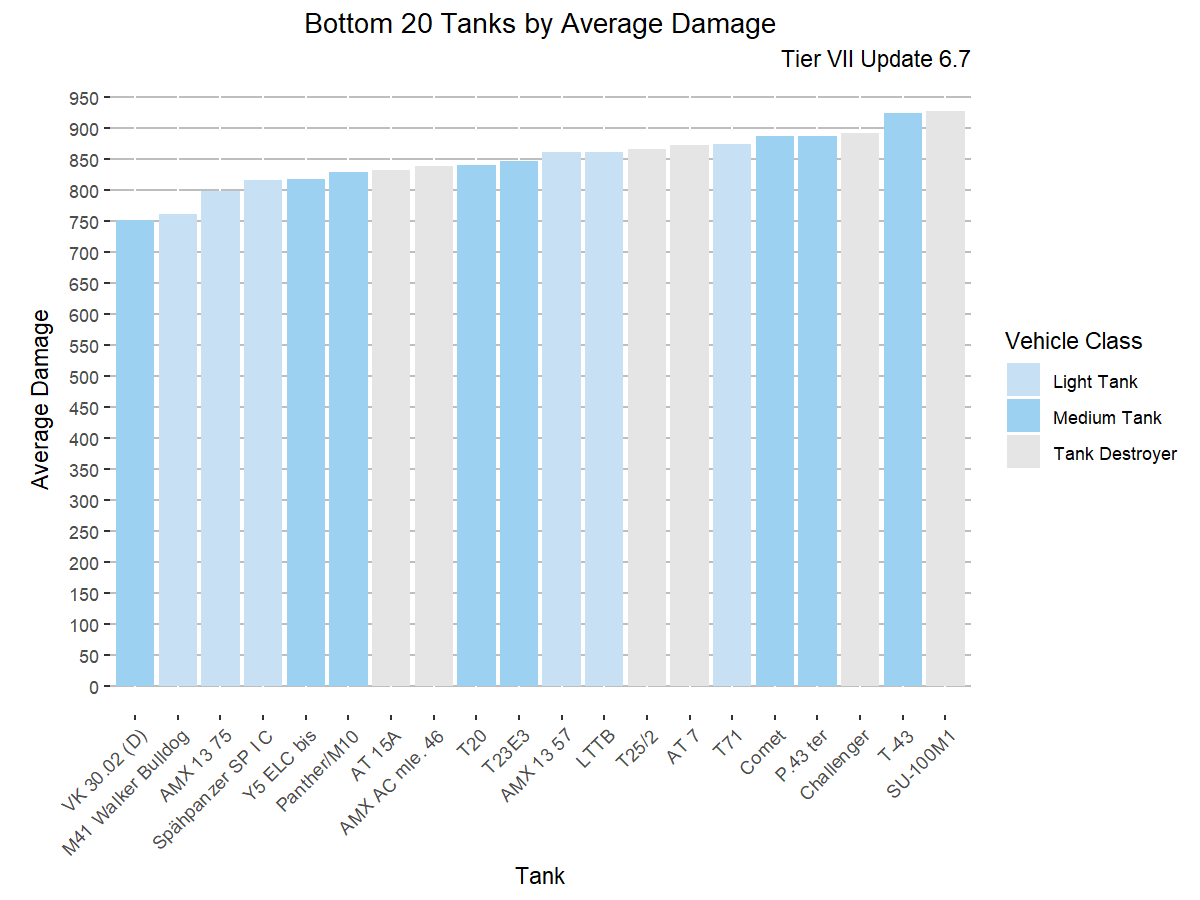 Bottom 20 Tanks by Average Damage
Tier VII Update 6.7
950
900
850
800
750
700
650
600
550
500
450
400
350
300
250
200
150
100
50
0
Average Damage
VK 30.02 (D)
M41 Walker Bulldog
AMX 13 75
Spähpanzer SP I C
Y5 ELC bis
Panther/M10
AT 15A
AMX AC mle. 46
T20
T23E3
AMX 13 57
LTTB
T25/2
AT 7
T71
Comet
P.43 ter
Challenger
T-43
SU-100M1
Tank
Vehicle Class
Light Tank
Medium Tank
Tank Destroyer